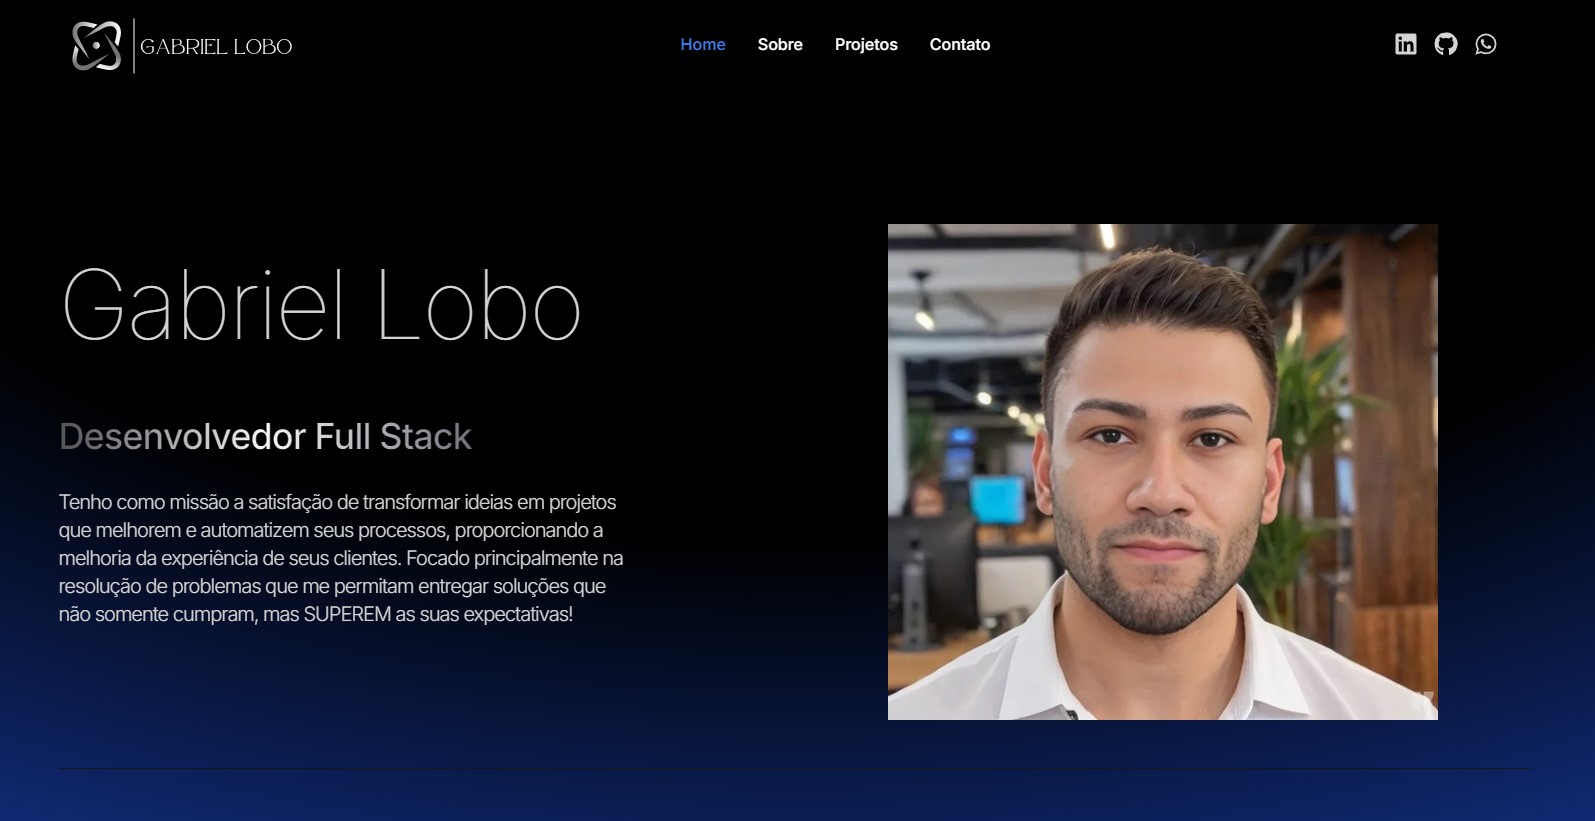 GABRIEL LOBO
Home
Sobre
Projetos
Contato
in
Gabriel Lobo
Desenvolvedor Full Stack
Tenho como missão a satisfação de transformar ideias em projetos
que melhorem e automatizem seus processos, proporcionando a
melhoria da experiência de seus clientes. Focado principalmente na
resolução de problemas que me permitam entregar soluções que
não somente cumpram, mas SUPEREM as suas expectativas!